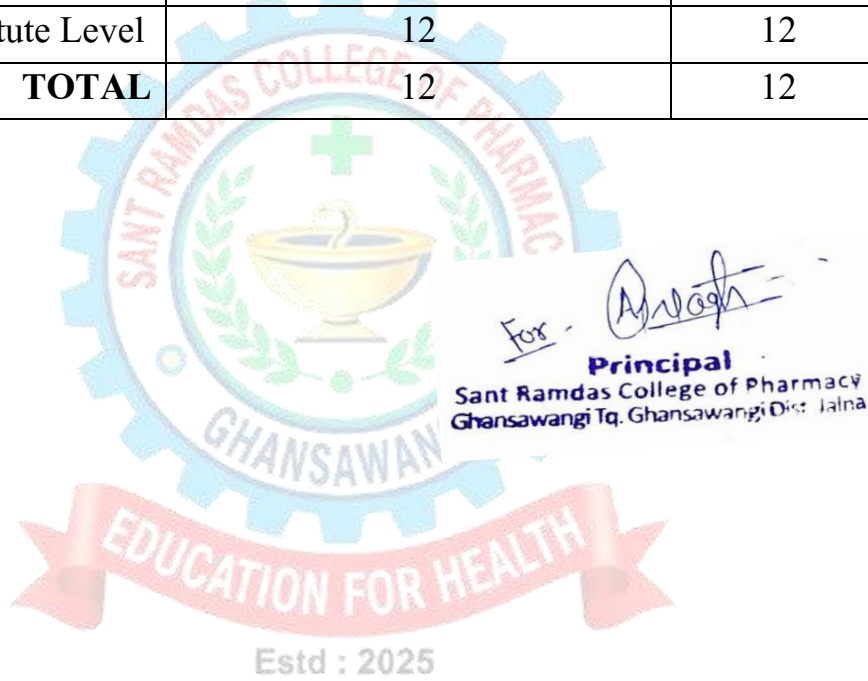 tute Level 12 12
TOTAL 12 12
SANT RAMDAS COLLEGE OF PHARMAC
GHANSAWAN
For.
Principal
Sant Ramdas College of Pharmacy
Ghansawangi Tq. Ghansawangi Dist Jalna
EDUCATION FOR HEALTH
Estd : 2025